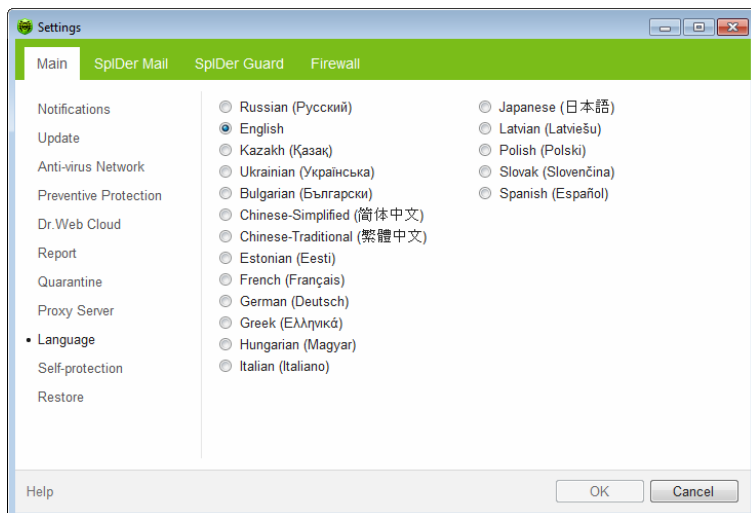 Settings
Main SpIDer Mail SpIDer Guard Firewall
Notifications
Update
Anti-virus Network
Preventive Protection
Dr.Web Cloud
Report
Quarantine
Proxy Server
Language
Self-protection
Restore
Russian (Русский)
English
Kazakh (Қазақ)
Ukrainian (Українська)
Bulgarian (Български)
Chinese-Simplified (简体中文)
Chinese-Traditional (繁體中文)
Estonian (Eesti)
French (Français)
German (Deutsch)
Greek (Ελληνικά)
Hungarian (Magyar)
Italian (Italiano)
Japanese (日本語)
Latvian (Latviešu)
Polish (Polski)
Slovak (Slovenčina)
Spanish (Español)
Help OK Cancel